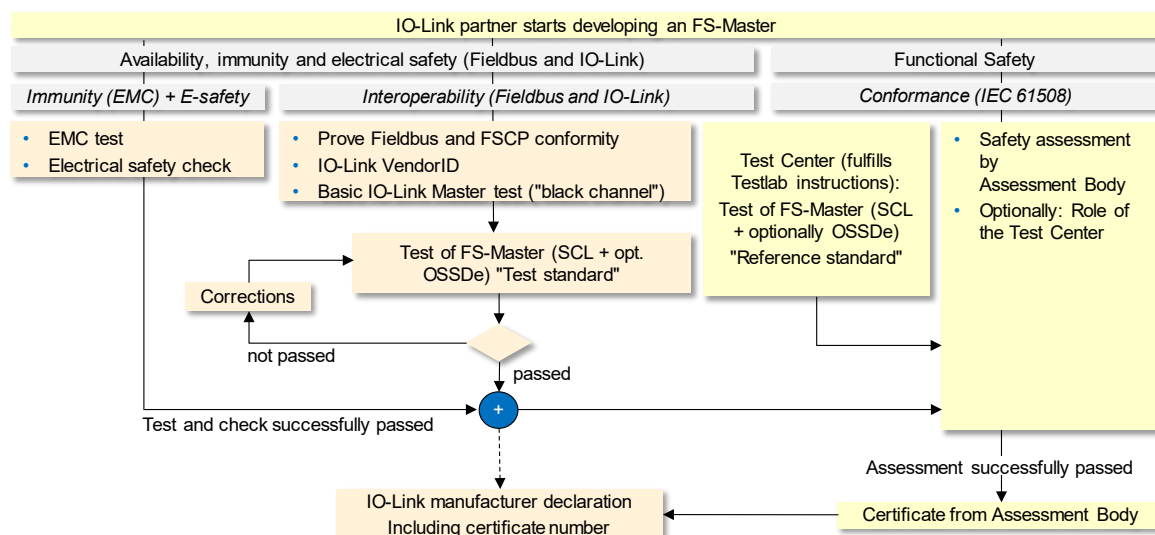 IO-Link partner starts developing an FS-Master
Availability, immunity and electrical safety (Fieldbus and IO-Link)
Functional Safety
Immunity (EMC) + E-safety
Interoperability (Fieldbus and IO-Link)
Conformance (IEC 61508)
• EMC test
• Electrical safety check
• Prove Fieldbus and FSCP conformity
• IO-Link VendorID
• Basic IO-Link Master test ("black channel")
Test Center (fulfills
Testlab instructions):
Test of FS-Master (SCL
+ optionally OSSDe)
"Reference standard"
• Safety assessment
by
Assessment Body
• Optionally: Role of
the Test Center
Test of FS-Master (SCL + opt.
OSSDe) "Test standard"
Corrections
not passed
passed
+
Test and check successfully passed
Assessment successfully passed
IO-Link manufacturer declaration
Including certificate number
Certificate from Assessment Body